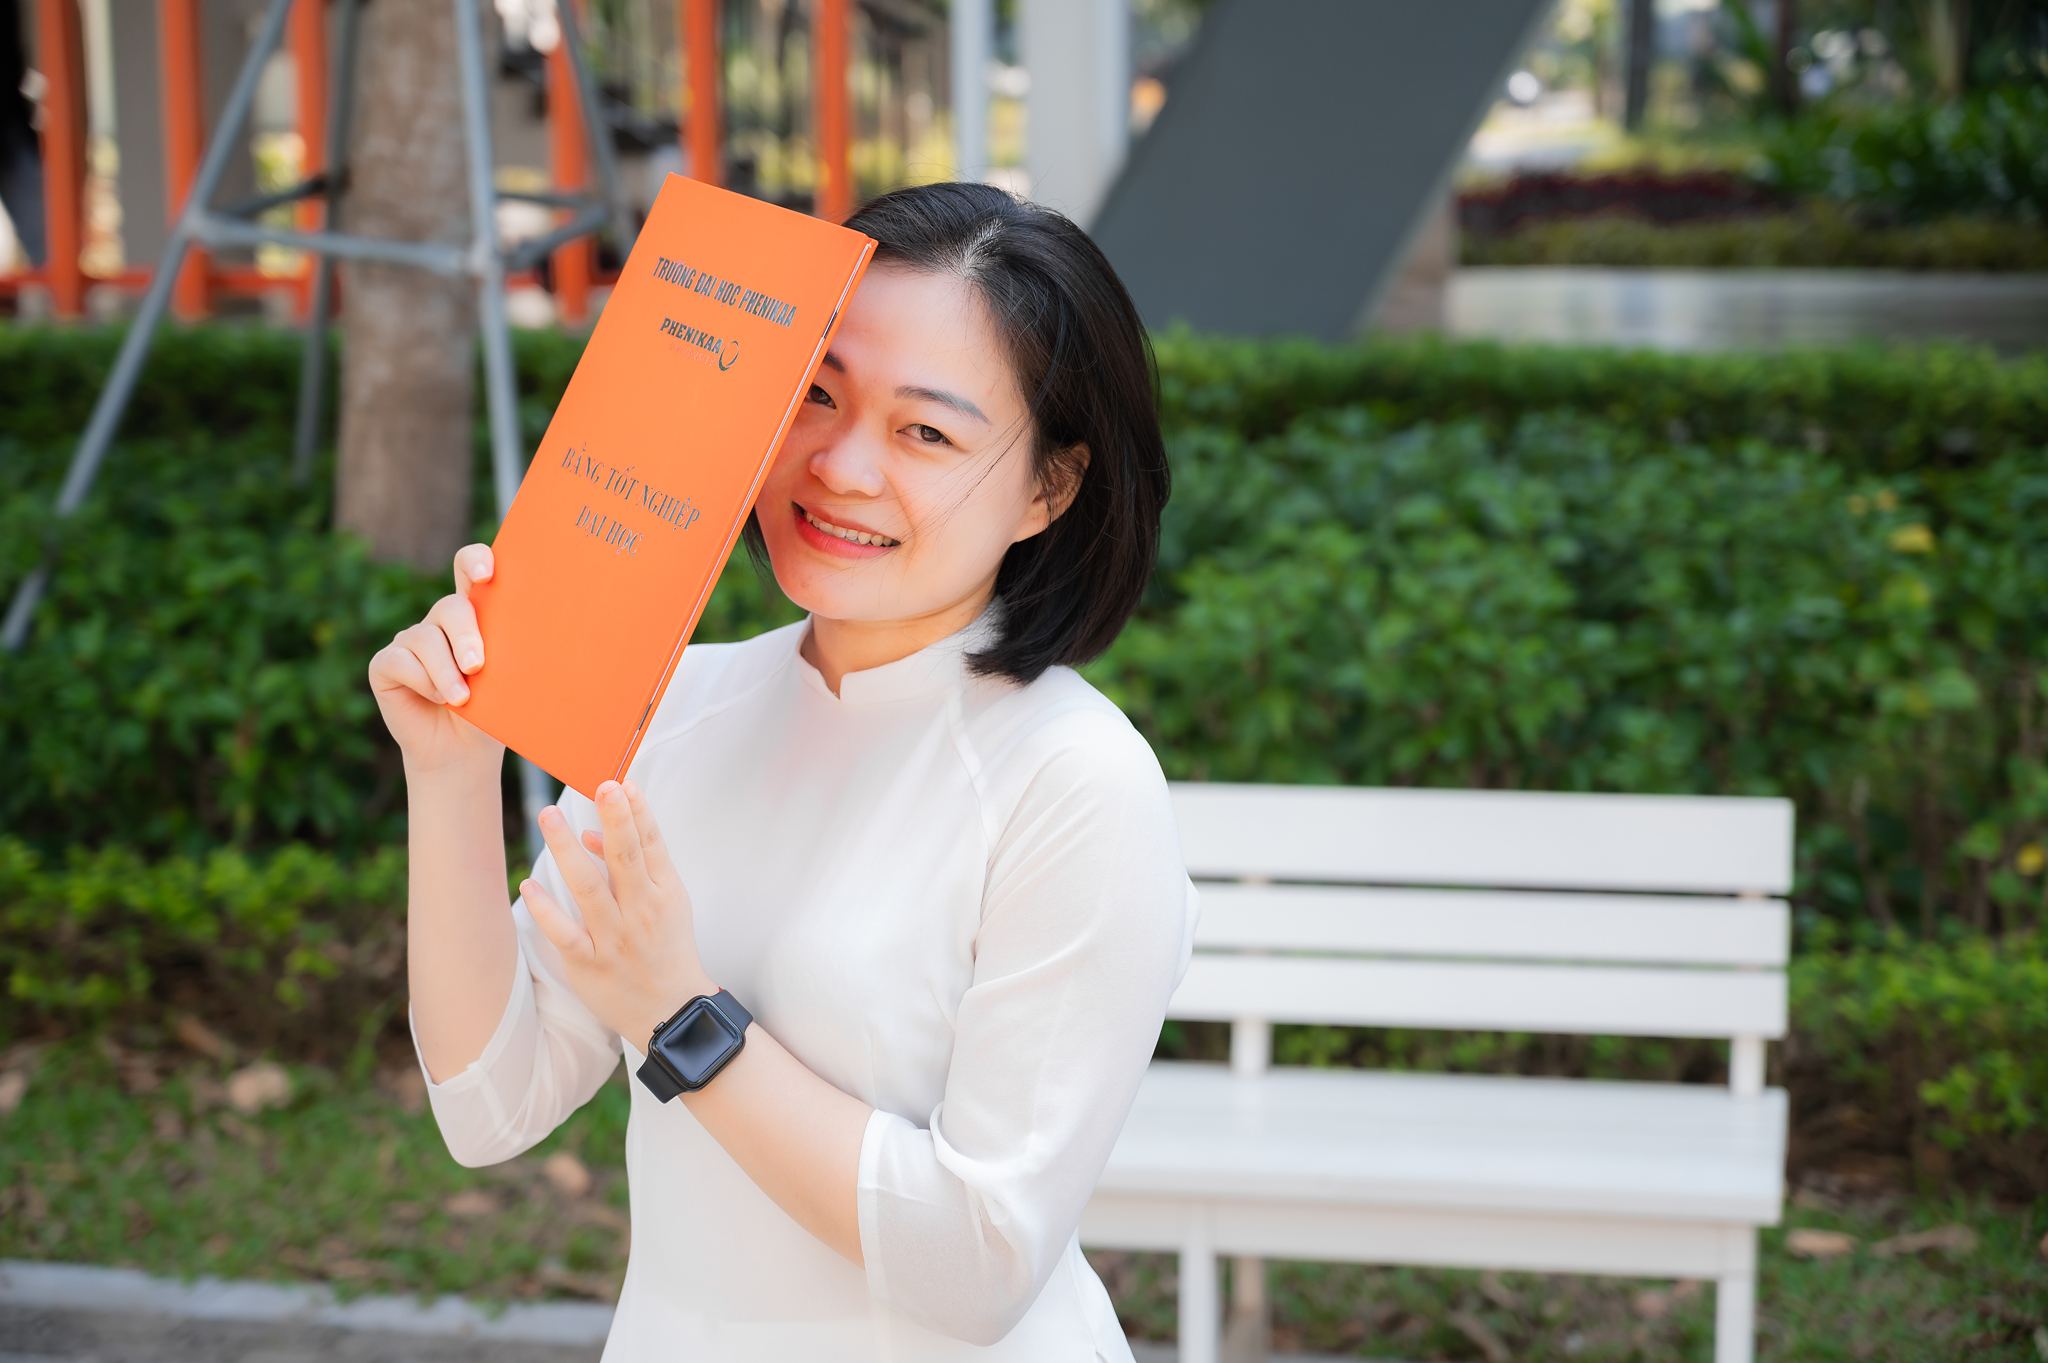 TRƯỜNG ĐẠI HỌC PHENIKAA
PHENIKAA
BẰNG TỐT NGHIỆP
ĐẠI HỌC